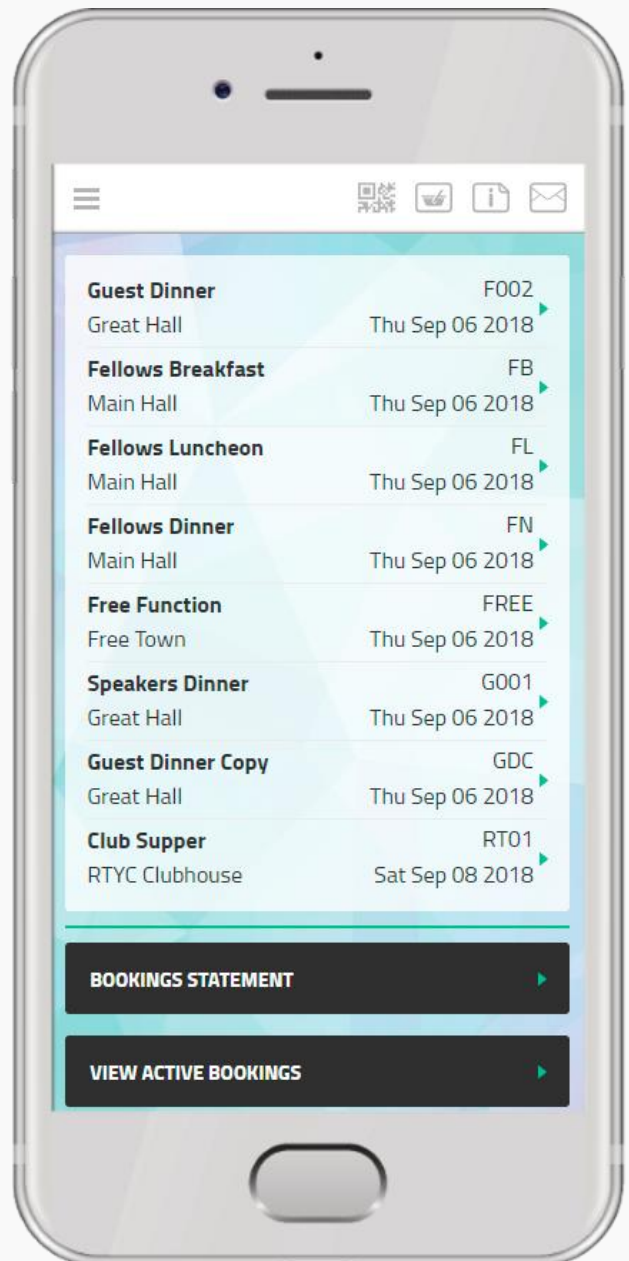 Guest Dinner F002
Great Hall Thu Sep 06 2018
Fellows Breakfast FB
Main Hall Thu Sep 06 2018
Fellows Luncheon FL
Main Hall Thu Sep 06 2018
Fellows Dinner FN
Main Hall Thu Sep 06 2018
Free Function FREE
Free Town Thu Sep 06 2018
Speakers Dinner G001
Great Hall Thu Sep 06 2018
Guest Dinner Copy GDC
Great Hall Thu Sep 06 2018
Club Supper RT01
RTYC Clubhouse Sat Sep 08 2018
BOOKINGS STATEMENT
VIEW ACTIVE BOOKINGS